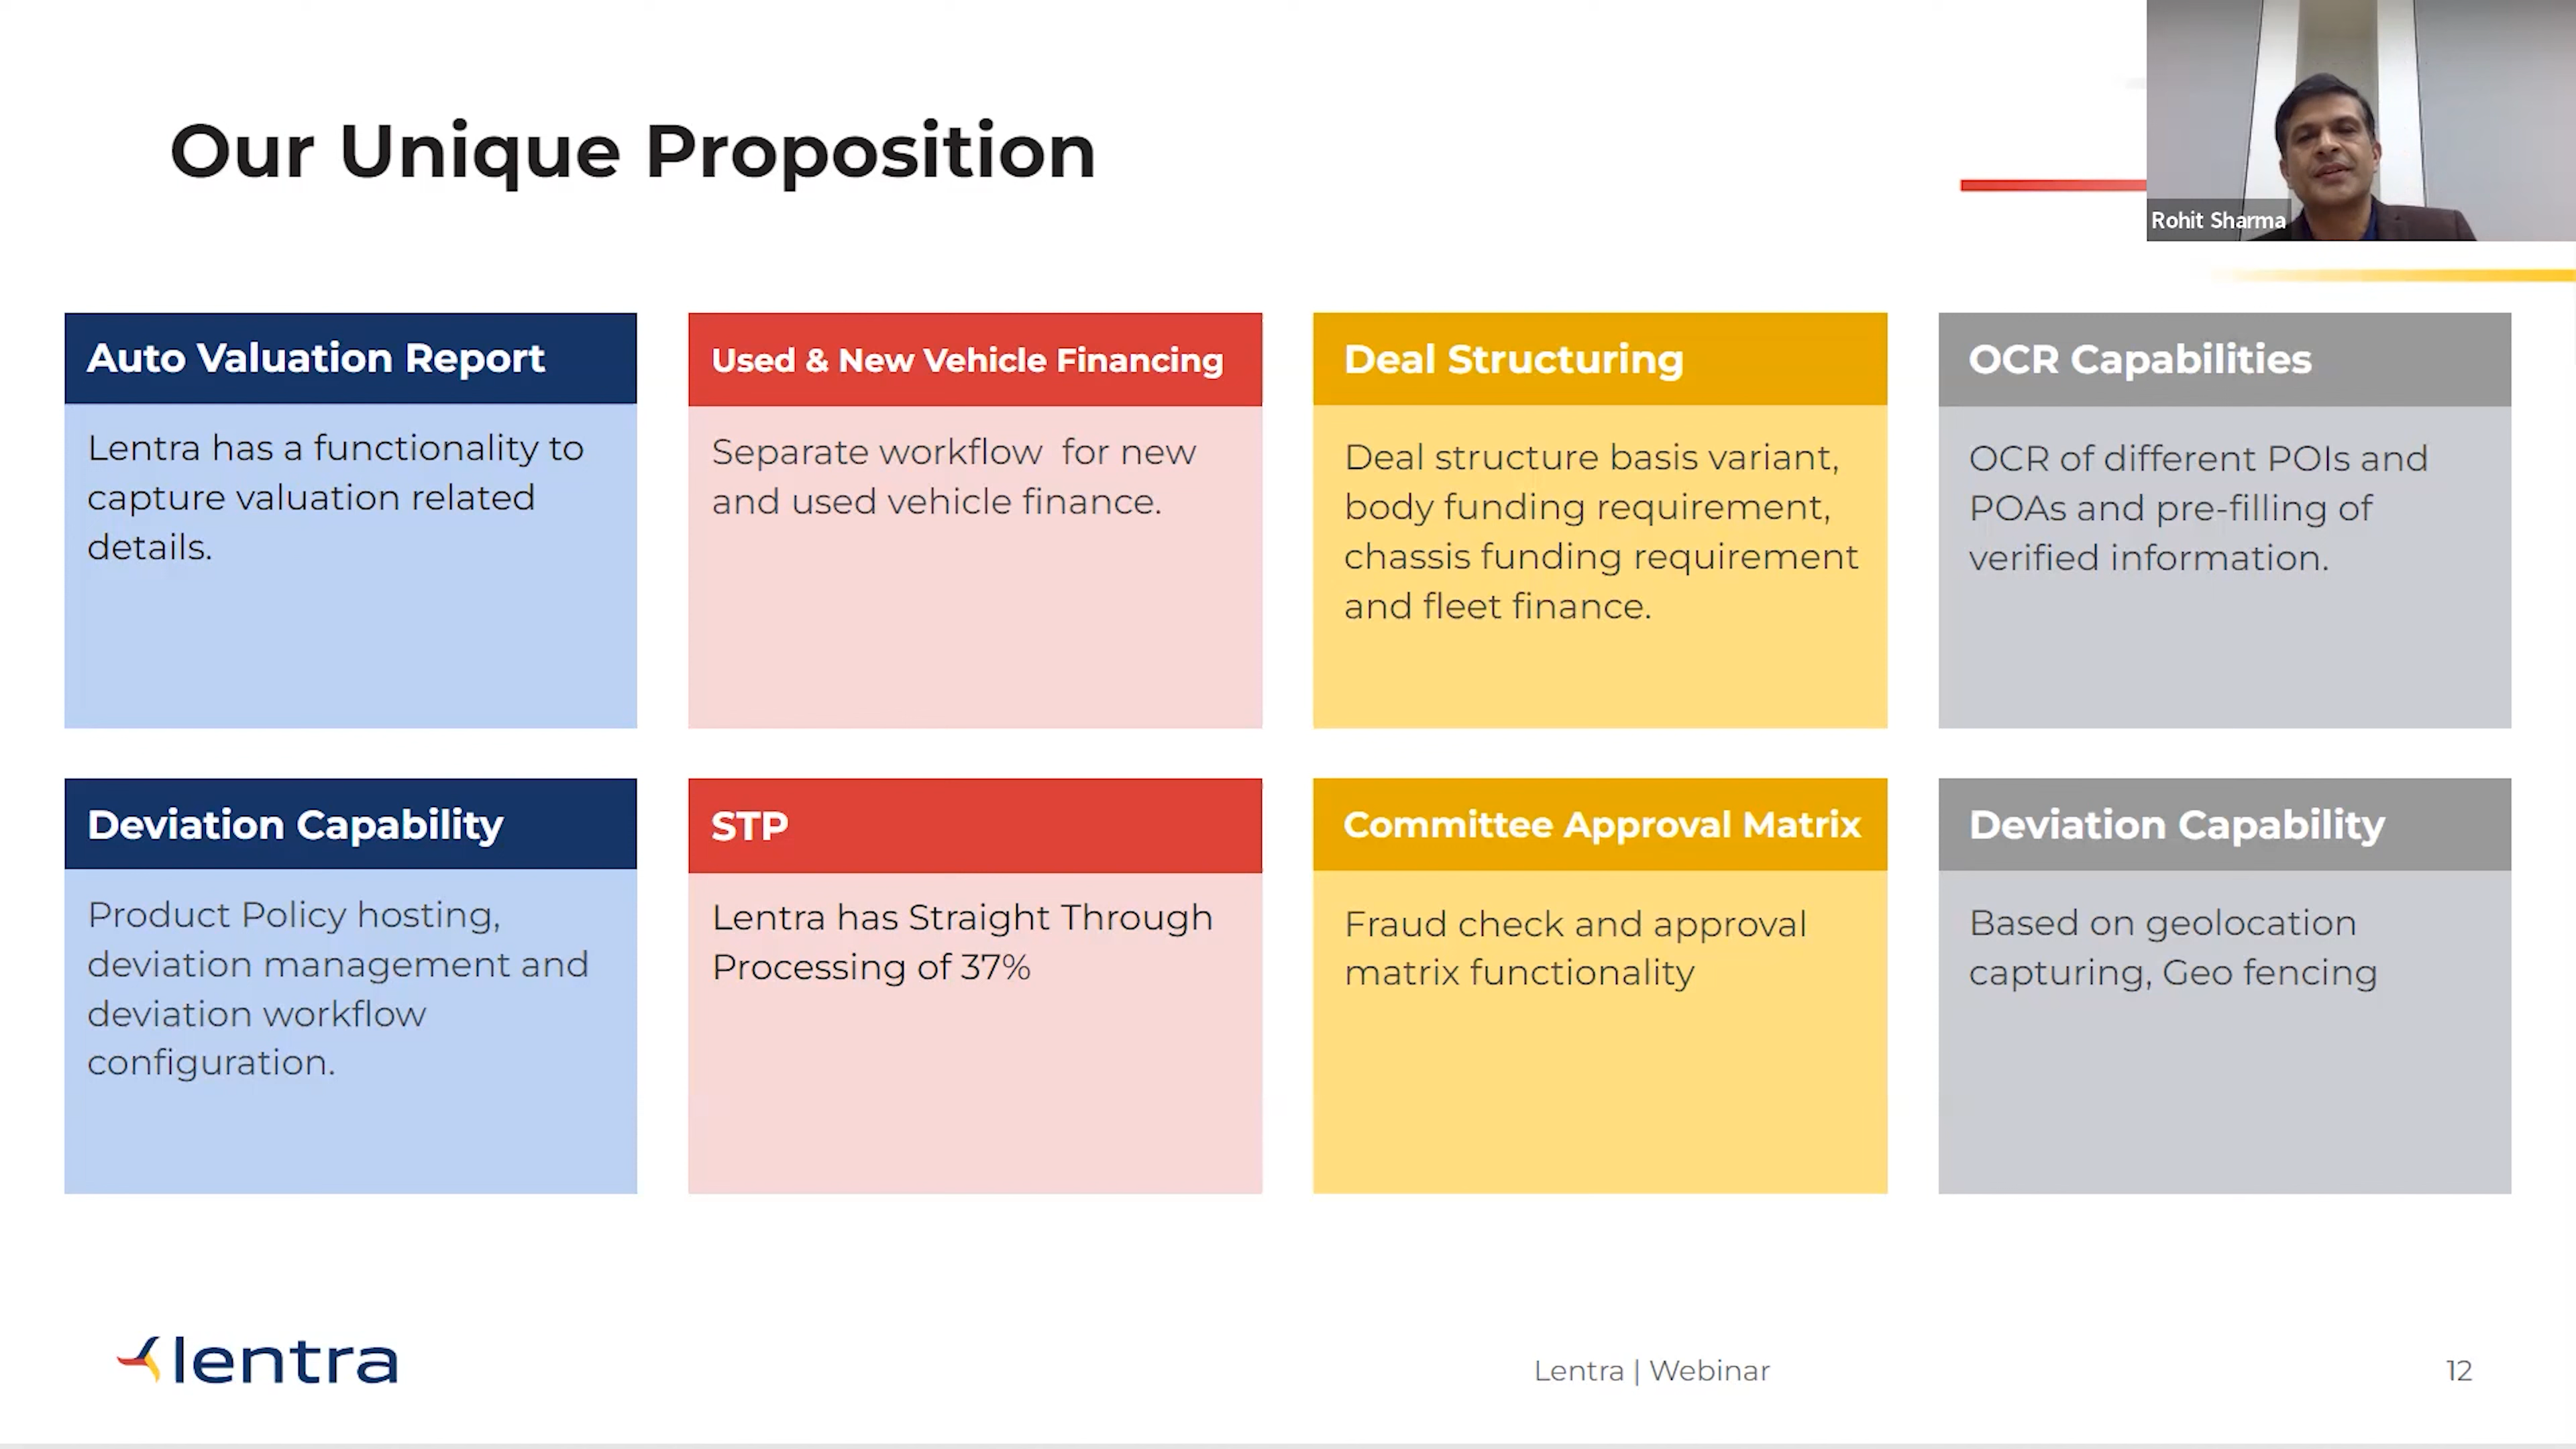 Our Unique Proposition
Rohit Sharma
Auto Valuation Report
Lentra has a functionality to
capture valuation related
details.
Used & New Vehicle Financing
Separate workflow  for new
and used vehicle finance.
Deal Structuring
Deal structure basis variant,
body funding requirement,
chassis funding requirement
and fleet finance.
OCR Capabilities
OCR of different POIs and
POAs and pre-filling of
verified information.
Deviation Capability
Product Policy hosting,
deviation management and
deviation workflow
configuration.
STP
Lentra has Straight Through
Processing of 37%
Committee Approval Matrix
Fraud check and approval
matrix functionality
Deviation Capability
Based on geolocation
capturing, Geo fencing
lentra
Lentra | Webinar
12